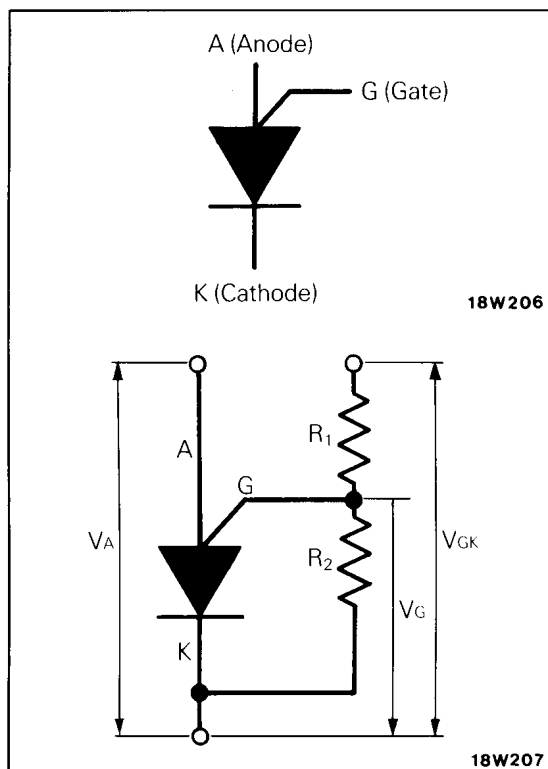 A (Anode)
G (Gate)
K (Cathode)
18W206
A
R1
G
VA
R2
VGK
VG
K
18W207